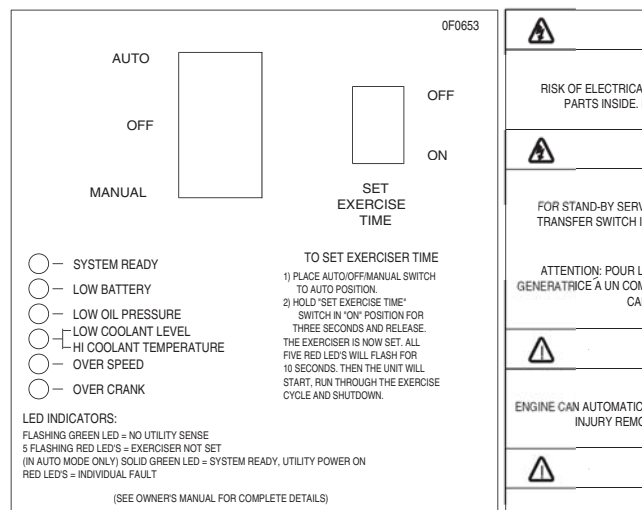 0F0653
AUTO
OFF
MANUAL
OFF
ON
SET
EXERCISE
TIME
SYSTEM READY
LOW BATTERY
LOW OIL PRESSURE
LOW COOLANT LEVEL
HI COOLANT TEMPERATURE
OVER SPEED
OVER CRANK
TO SET EXERCISER TIME
1) PLACE AUTO/OFF/MANUAL SWITCH
TO AUTO POSITION.
2) HOLD "SET EXERCISE TIME"
SWITCH IN "ON" POSITION FOR
THREE SECONDS AND RELEASE.
THE EXERCISER IS NOW SET. ALL
FIVE RED LED'S WILL FLASH FOR
10 SECONDS. THEN THE UNIT WILL
START, RUN THROUGH THE EXERCISE
CYCLE AND SHUTDOWN.
LED INDICATORS:
FLASHING GREEN LED = NO UTILITY SENSE
5 FLASHING RED LED'S = EXERCISER NOT SET
(IN AUTO MODE ONLY) SOLID GREEN LED = SYSTEM READY, UTILITY POWER ON
RED LED'S = INDIVIDUAL FAULT
(SEE OWNER'S MANUAL FOR COMPLETE DETAILS)
RISK OF ELECTRICA
PARTS INSIDE.
FOR STAND-BY SERV
TRANSFER SWITCH I
ATTENTION: POUR L
GENERATRICE À UN COM
CA
ENGINE CAN AUTOMATIC
INJURY REMO